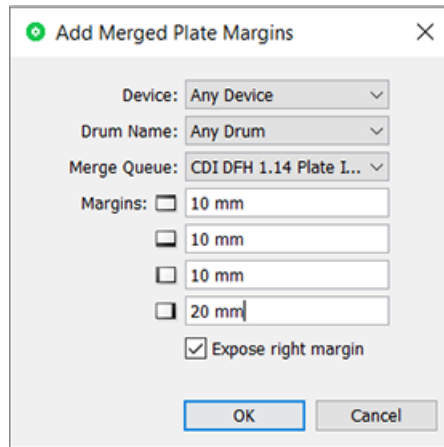 Add Merged Plate Margins
Device: Any Device
Drum Name: Any Drum
Merge Queue: CDI DFH 1.14 Plate I...
Margins: 10 mm
10 mm
10 mm
20 mm
Expose right margin
OK Cancel